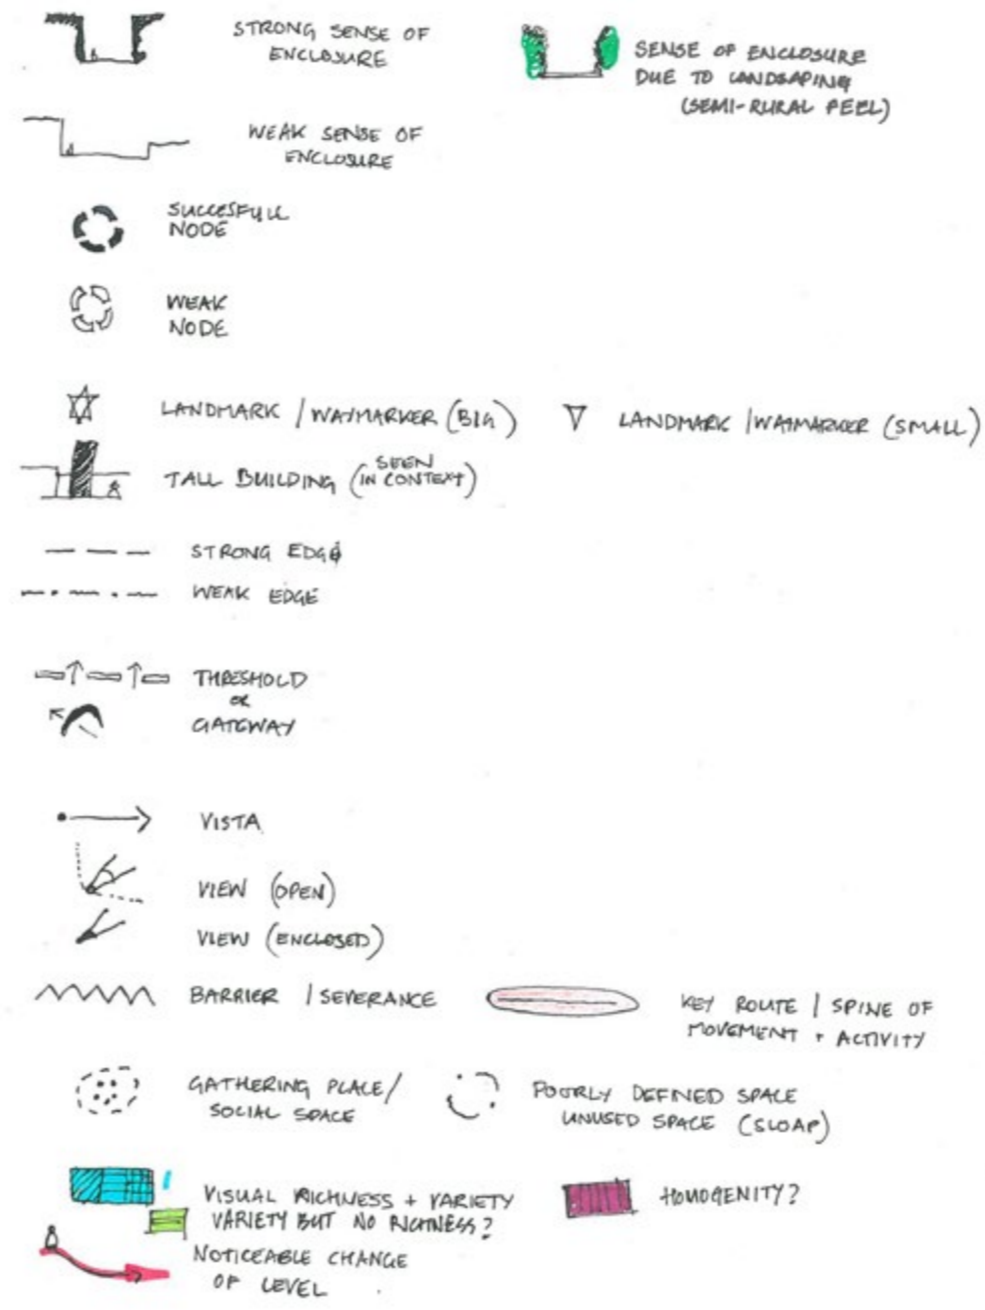 STRONG SENSE OF
ENCLOSURE
SENSE OF ENCLOSURE
DUE TO LANDSAPING
(SEMI-RURAL FEEL)
WEAK SENSE OF
ENCLOSURE
SUCCESFULL
NODE
WEAK
NODE
LANDMARK / WAYMARKER (BIG)
LANDMARK / WAYMARKER (SMALL)
TALL BUILDING (SEEN IN CONTEXT)
STRONG EDGE
WEAK EDGE
THRESHOLD
OR
GATEWAY
VISTA
VIEW (OPEN)
VIEW (ENCLOSED)
BARRIER / SEVERANCE
KEY ROUTE / SPINE OF
MOVEMENT + ACTIVITY
GATHERING PLACE/
SOCIAL SPACE
POORLY DEFINED SPACE
UNUSED SPACE (SLOAP)
VISUAL RICHNESS + VARIETY
VARIETY BUT NO RICHNESS?
HOMOGENITY?
NOTICEABLE CHANGE
OF LEVEL